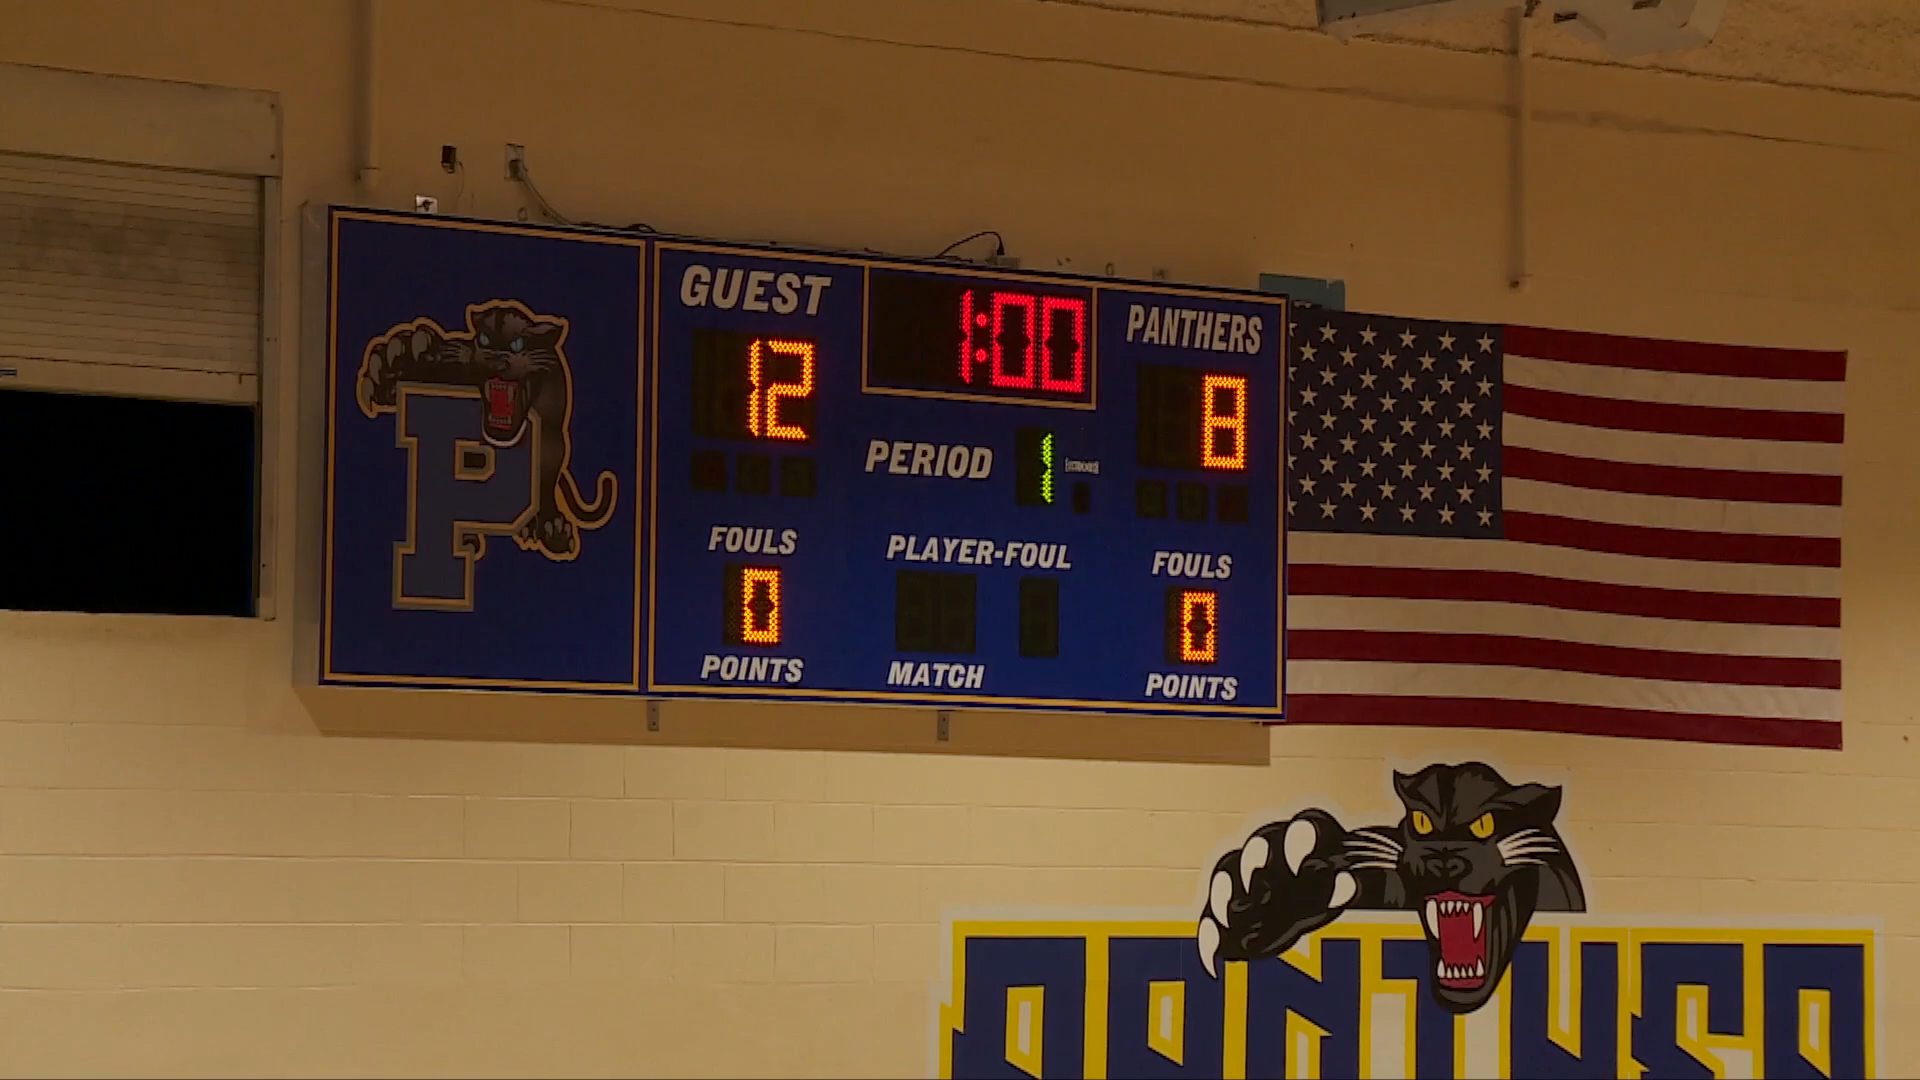 GUEST 1:00 PANTHERS
12 8
PERIOD 1
FOULS PLAYER-FOUL FOULS
0 0
POINTS MATCH POINTS
P